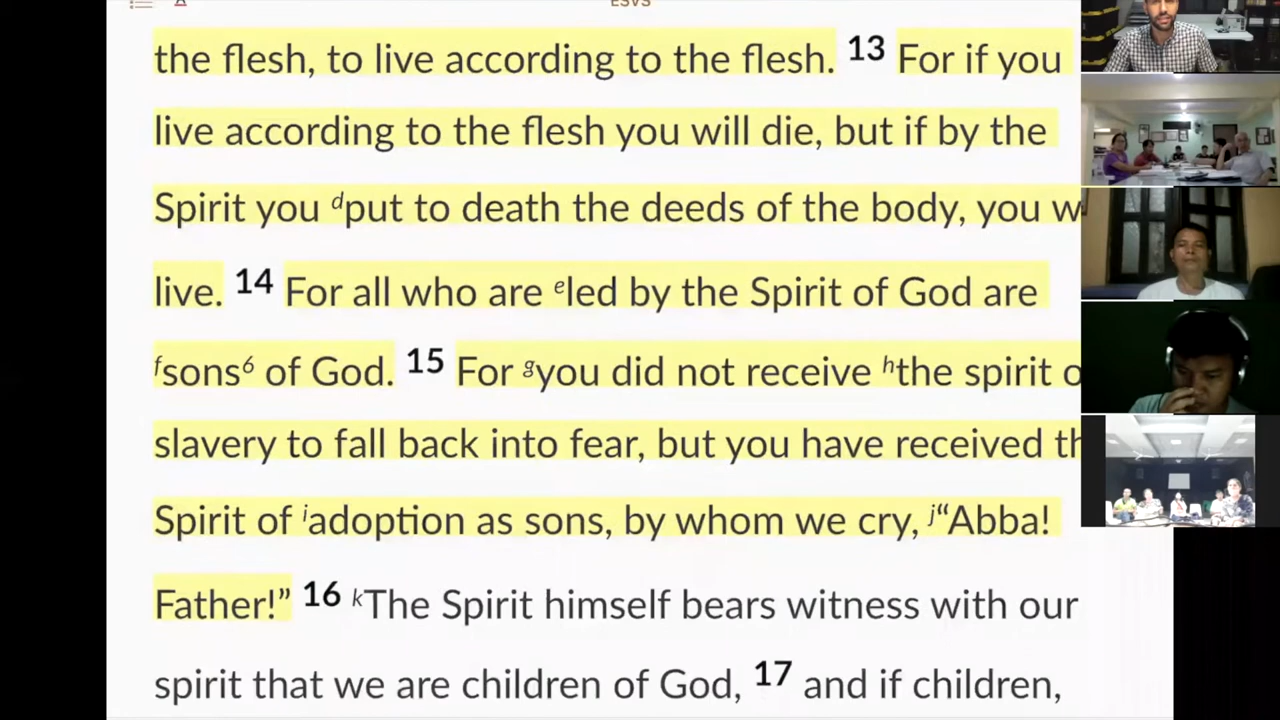 ESVS
the flesh, to live according to the flesh. 13 For if you
live according to the flesh you will die, but if by the
Spirit you dput to death the deeds of the body, you w
live. 14 For all who are eled by the Spirit of God are
fsons6 of God. 15 For gyou did not receive hthe spirit o
slavery to fall back into fear, but you have received th
Spirit of iadoption as sons, by whom we cry, j“Abba!
Father!” 16 kThe Spirit himself bears witness with our
spirit that we are children of God, 17 and if children,